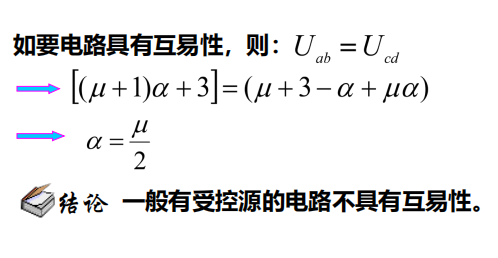 如要电路具有互易性，则：U_ab = U_cd
[(μ+1)α+3]=(μ+3−α+μα)
α = μ/2
结论 一般有受控源的电路不具有互易性。